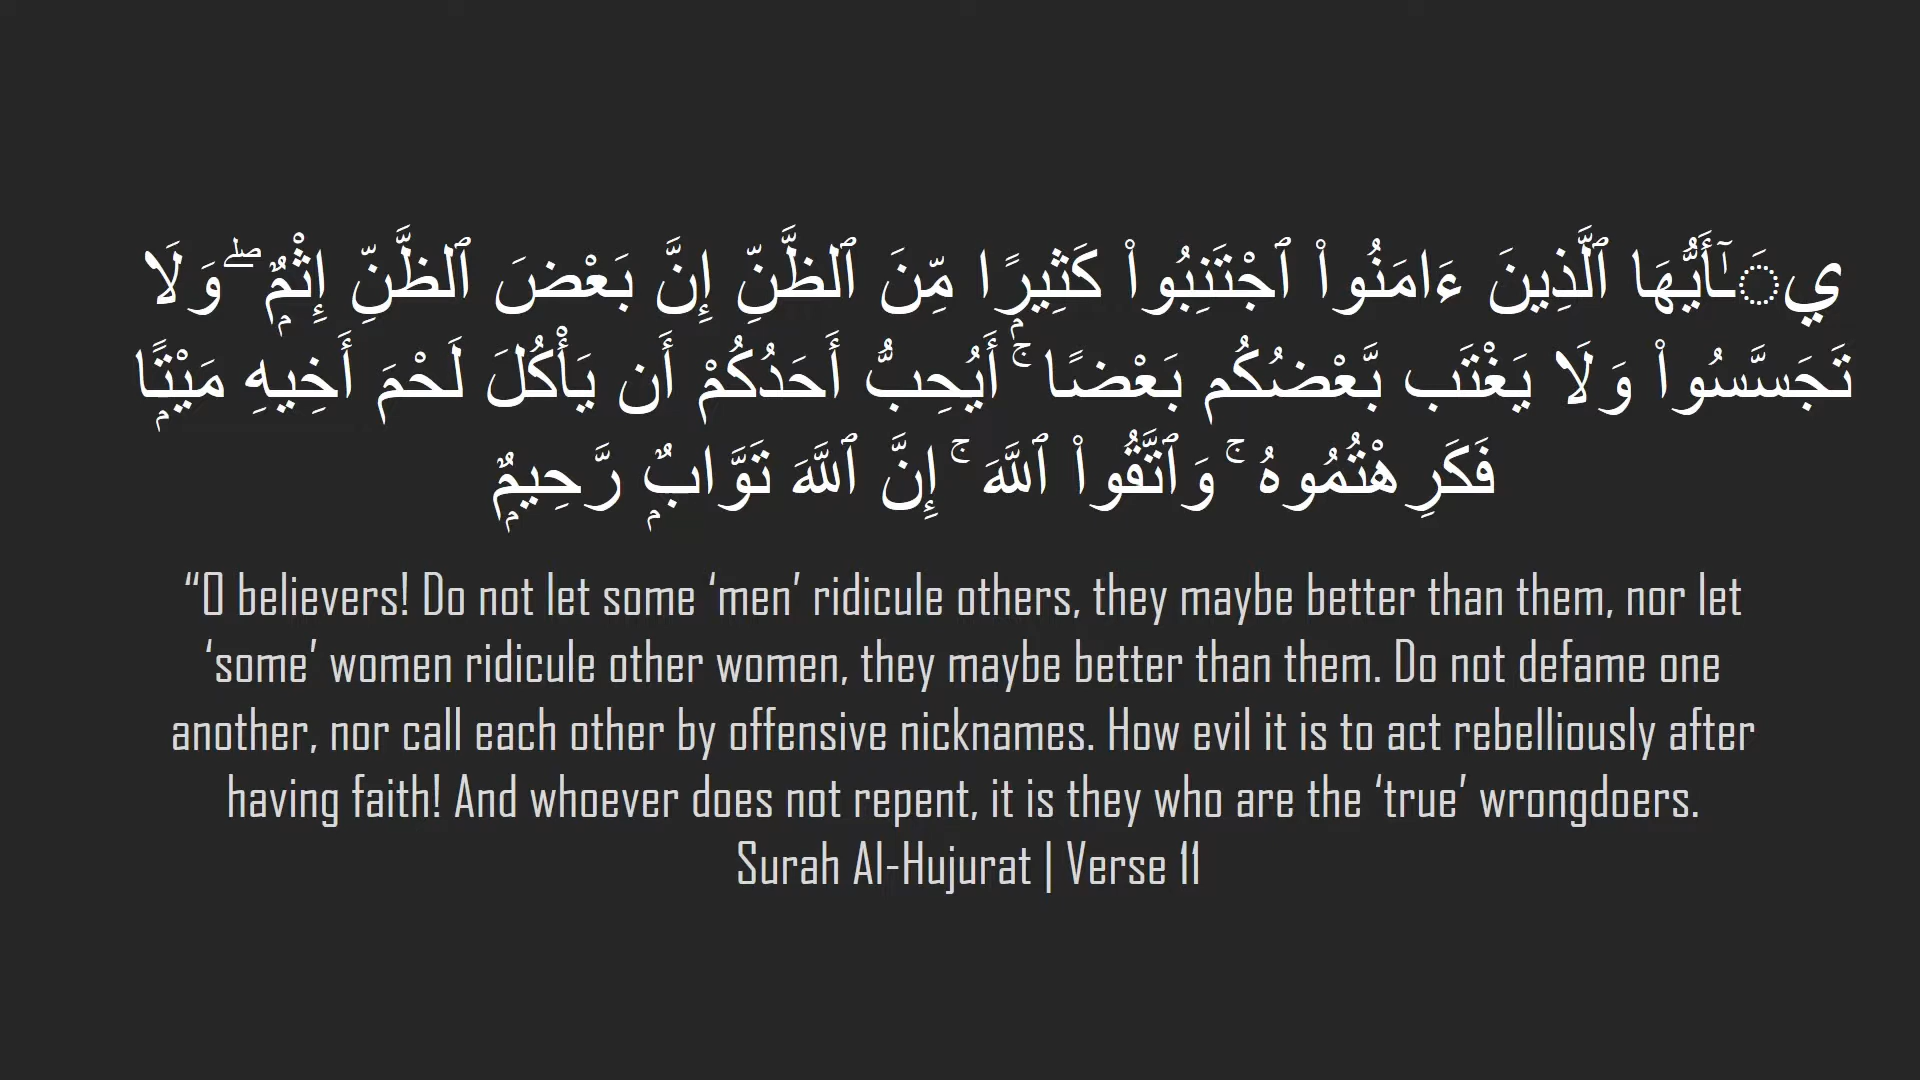 يَـٰٓأَيُّهَا ٱلَّذِينَ ءَامَنُوا۟ ٱجْتَنِبُوا۟ كَثِيرًۭا مِّنَ ٱلظَّنِّ إِنَّ بَعْضَ ٱلظَّنِّ إِثْمٌۭ ۖ وَلَا
تَجَسَّسُوا۟ وَلَا يَغْتَب بَّعْضُكُم بَعْضًا ۚ أَيُحِبُّ أَحَدُكُمْ أَن يَأْكُلَ لَحْمَ أَخِيهِ مَيْتًۭا
فَكَرِهْتُمُوهُ ۚ وَٱتَّقُوا۟ ٱللَّهَ ۚ إِنَّ ٱللَّهَ تَوَّابٌۭ رَّحِيمٌۭ
“O believers! Do not let some ‘men’ ridicule others, they maybe better than them, nor let
‘some’ women ridicule other women, they maybe better than them. Do not defame one
another, nor call each other by offensive nicknames. How evil it is to act rebelliously after
having faith! And whoever does not repent, it is they who are the ‘true’ wrongdoers.
Surah Al-Hujurat | Verse 11